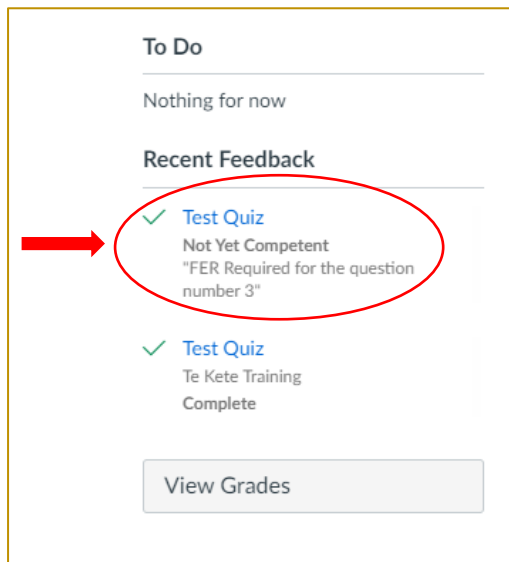 To Do
Nothing for now
Recent Feedback
Test Quiz
Not Yet Competent
"FER Required for the question
number 3"
Test Quiz
Te Kete Training
Complete
View Grades